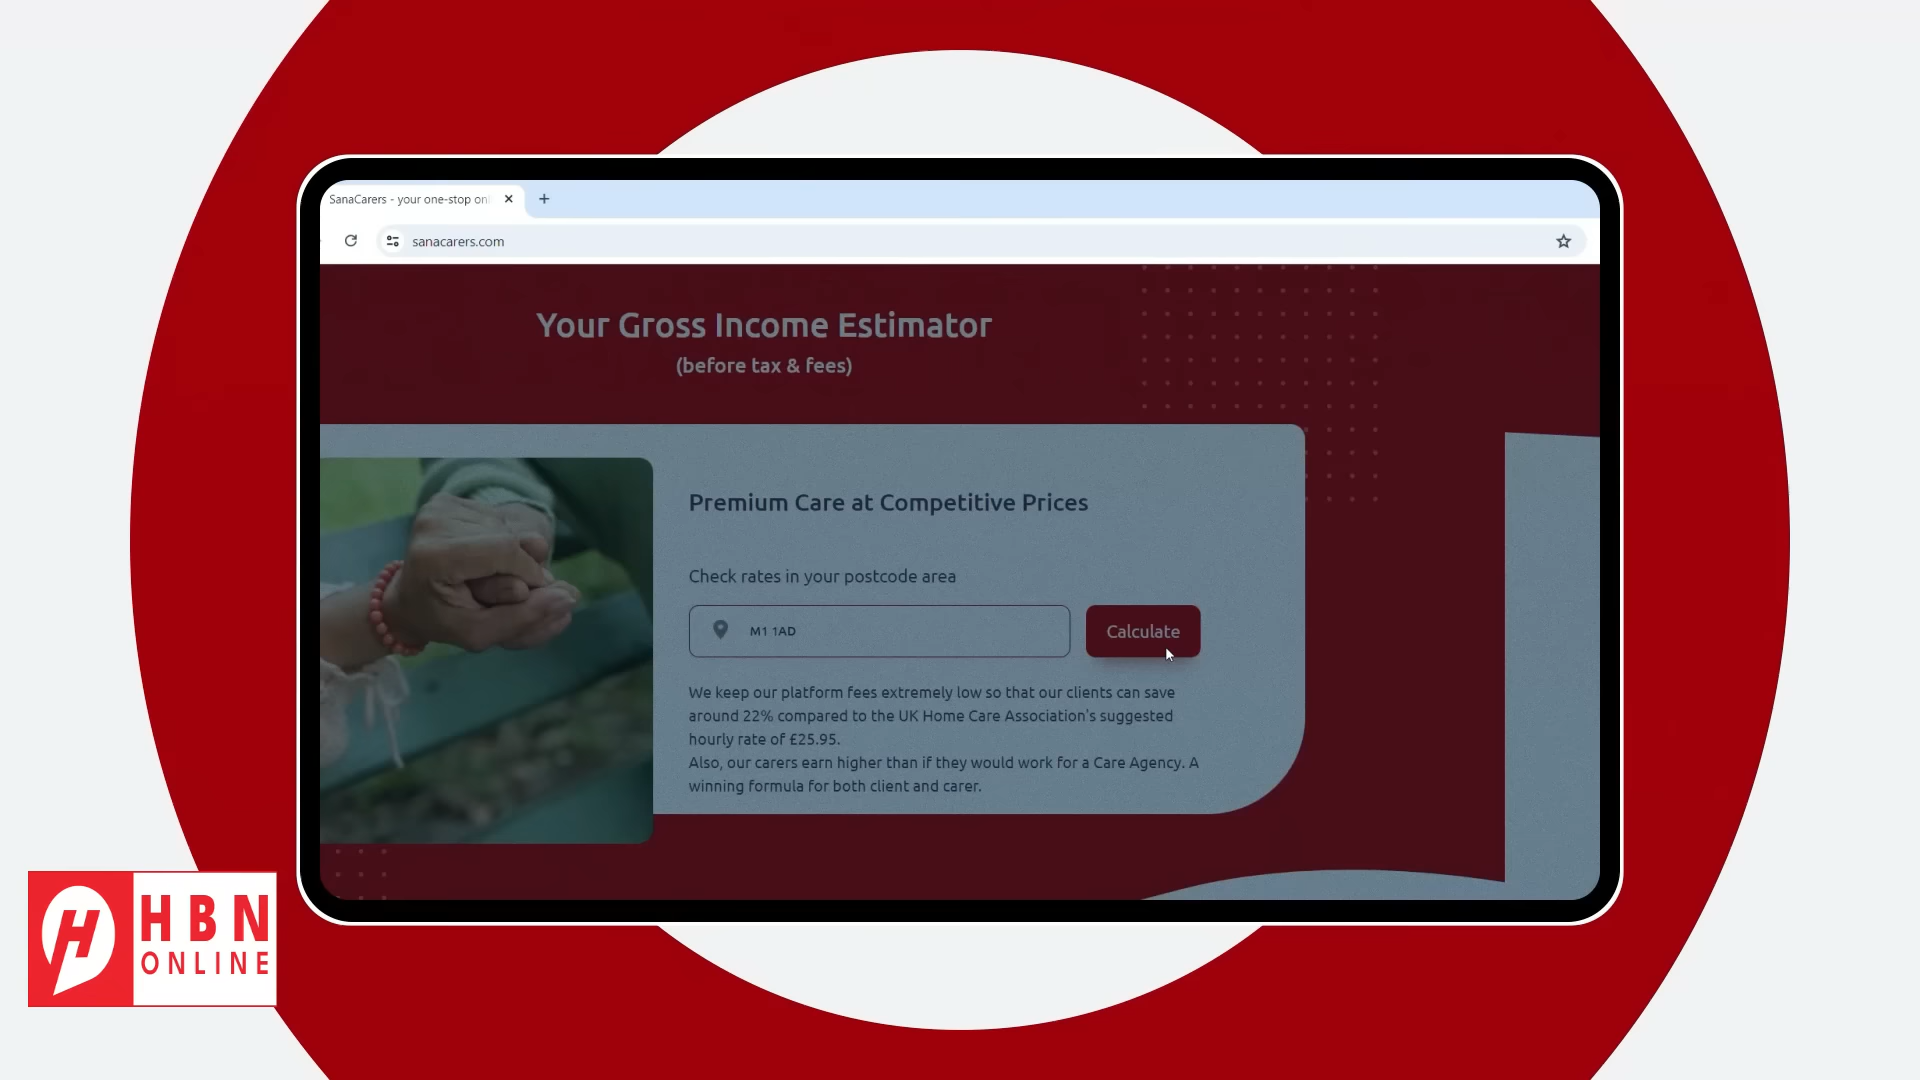 SanaCarers - your one-stop on
sanacarers.com
Your Gross Income Estimator
(before tax & fees)
Premium Care at Competitive Prices
Check rates in your postcode area
M1 1AD
Calculate
We keep our platform fees extremely low so that our clients can save
around 22% compared to the UK Home Care Association's suggested
hourly rate of £25.95.
Also, our carers earn higher than if they would work for a Care Agency. A
winning formula for both client and carer.
H
HBN
ONLINE